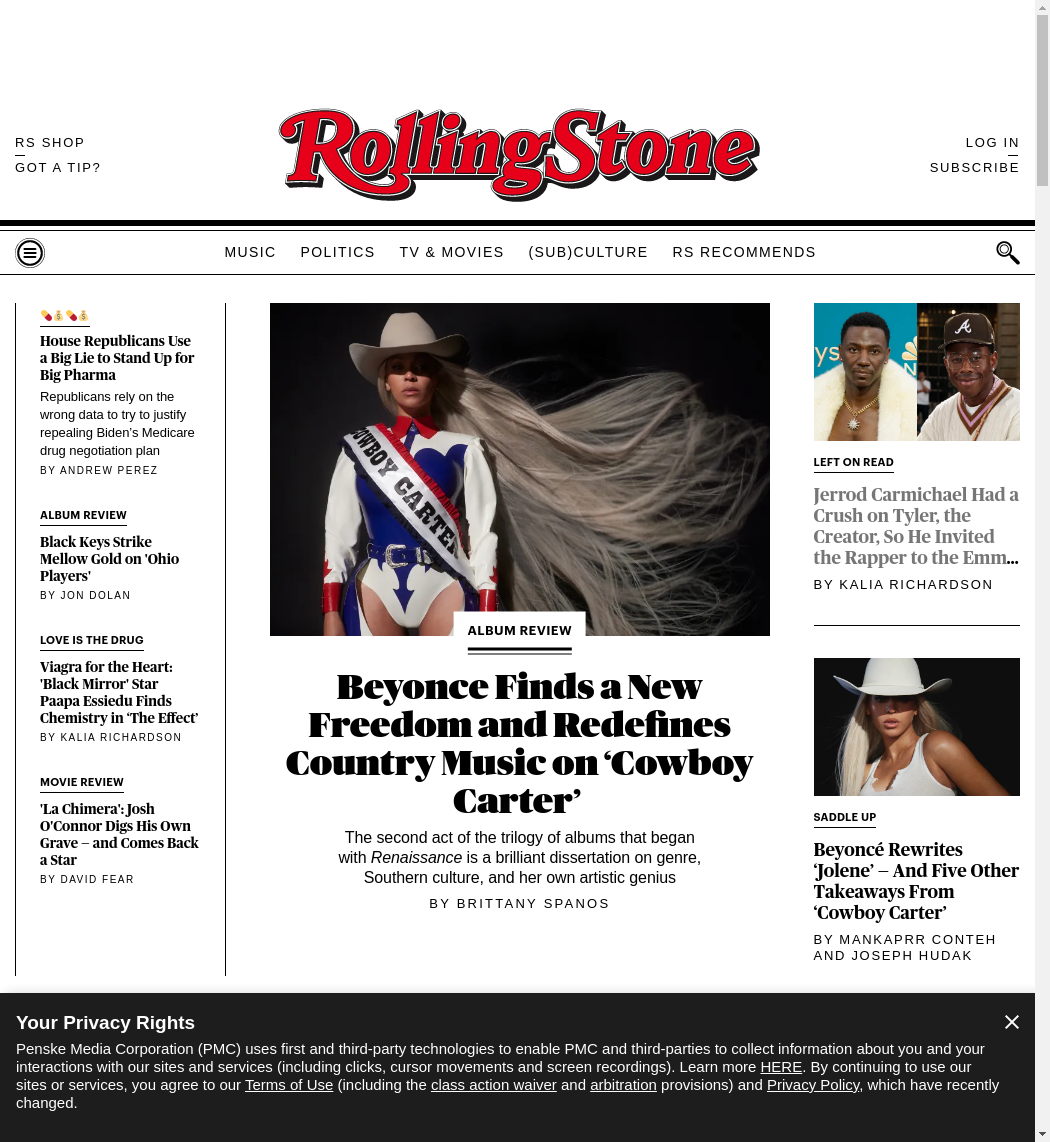 RS SHOP
GOT A TIP?
RollingStone
LOG IN
SUBSCRIBE
MUSIC POLITICS TV & MOVIES (SUB)CULTURE RS RECOMMENDS
💊💰💊💰
House Republicans Use
a Big Lie to Stand Up for
Big Pharma
Republicans rely on the
wrong data to try to justify
repealing Biden’s Medicare
drug negotiation plan
BY ANDREW PEREZ
ALBUM REVIEW
Black Keys Strike
Mellow Gold on 'Ohio
Players'
BY JON DOLAN
LOVE IS THE DRUG
Viagra for the Heart:
'Black Mirror' Star
Paapa Essiedu Finds
Chemistry in ‘The Effect’
BY KALIA RICHARDSON
MOVIE REVIEW
'La Chimera': Josh
O'Connor Digs His Own
Grave – and Comes Back
a Star
BY DAVID FEAR
COWBOY CARTER
ALBUM REVIEW
Beyonce Finds a New
Freedom and Redefines
Country Music on ‘Cowboy
Carter’
The second act of the trilogy of albums that began
with Renaissance is a brilliant dissertation on genre,
Southern culture, and her own artistic genius
BY BRITTANY SPANOS
A
LEFT ON READ
Jerrod Carmichael Had a
Crush on Tyler, the
Creator, So He Invited
the Rapper to the Emm...
BY KALIA RICHARDSON
SADDLE UP
Beyoncé Rewrites
‘Jolene’ – And Five Other
Takeaways From
‘Cowboy Carter’
BY MANKAPRR CONTEH
AND JOSEPH HUDAK
Your Privacy Rights
Penske Media Corporation (PMC) uses first and third-party technologies to enable PMC and third-parties to collect information about you and your
interactions with our sites and services (including clicks, cursor movements and screen recordings). Learn more HERE. By continuing to use our
sites or services, you agree to our Terms of Use (including the class action waiver and arbitration provisions) and Privacy Policy, which have recently
changed.